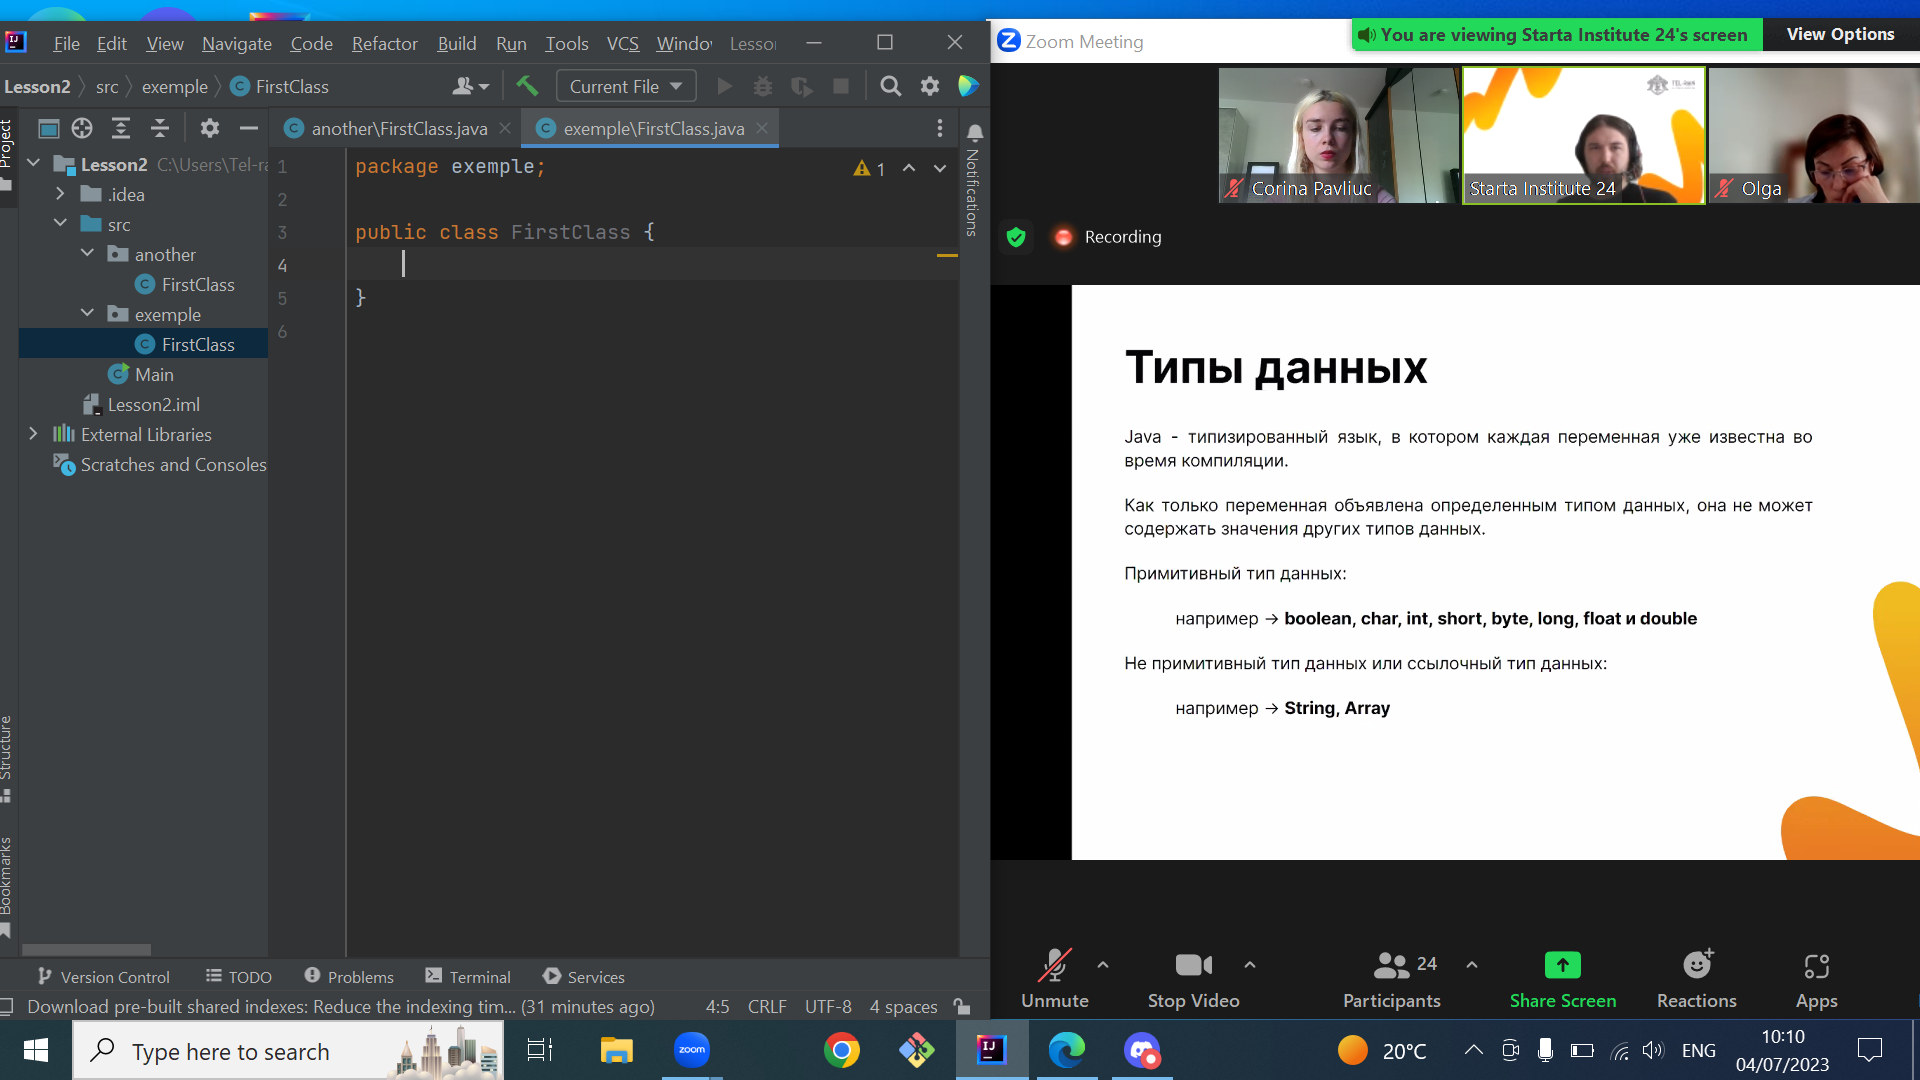 File Edit View Navigate Code Refactor Build Run Tools VCS Windo Lesso
Lesson2 src exemple FirstClass
Current File
another\FirstClass.java
exemple\FirstClass.java
Project
Lesson2 C:\Users\Tel-ra
.idea
src
another
FirstClass
exemple
FirstClass
Main
Lesson2.iml
External Libraries
Scratches and Consoles
1 package exemple;
2
3 public class FirstClass {
4
5 }
6
1
Notifications
Structure
Bookmarks
Version Control TODO Problems Terminal Services
Download pre-built shared indexes: Reduce the indexing tim... (31 minutes ago) 4:5 CRLF UTF-8 4 spaces
Zoom Meeting
You are viewing Starta Institute 24's screen
View Options
Corina Pavliuc
Starta Institute 24
Olga
Recording
Типы данных
Java - типизированный язык, в котором каждая переменная уже известна во
время компиляции.
Как только переменная объявлена определенным типом данных, она не может
содержать значения других типов данных.
Примитивный тип данных:
например → boolean, char, int, short, byte, long, float и double
Не примитивный тип данных или ссылочный тип данных:
например → String, Array
24
Unmute Stop Video Participants Share Screen Reactions Apps
Type here to search
zoom
20°C
ENG
10:10
04/07/2023